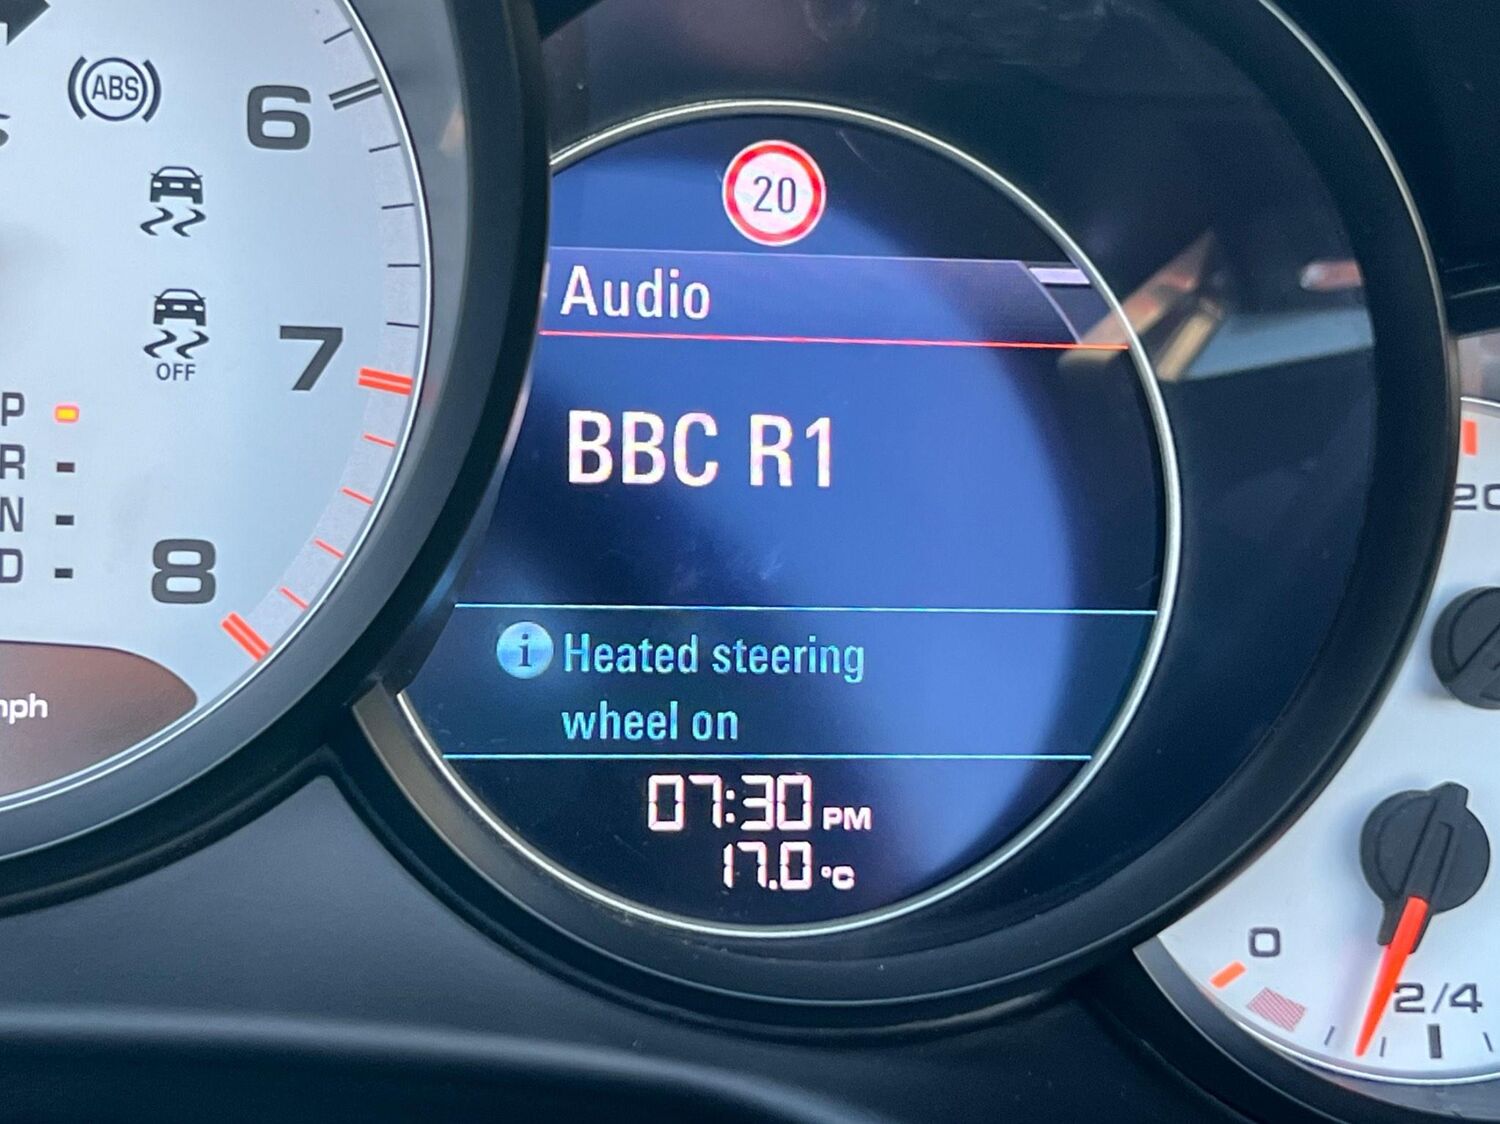 ABS
6
7
OFF
P
R
N
D
8
mph
20
Audio
BBC R1
i Heated steering
wheel on
07:30 PM
17.0 °C
0
2/4